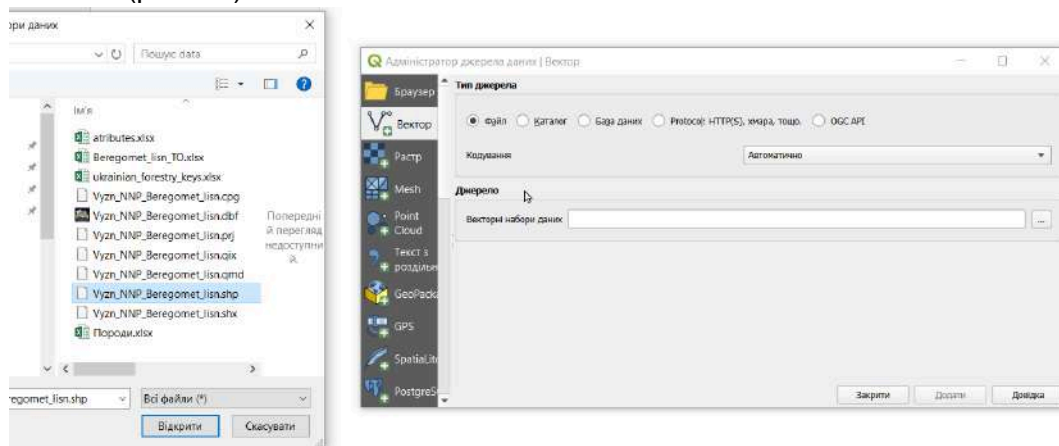 ори даних
Пошук: data
Ім'я
atributes.xlsx
Beregomet_lisn_TO.xlsx
ukrainian_forestry_keys.xlsx
Vyzn_NNP_Beregomet_lisn.cpg
Vyzn_NNP_Beregomet_lisn.dbf
Vyzn_NNP_Beregomet_lisn.prj
Vyzn_NNP_Beregomet_lisn.qix
Vyzn_NNP_Beregomet_lisn.qmd
Vyzn_NNP_Beregomet_lisn.shp
Vyzn_NNP_Beregomet_lisn.shx
Породи.xlsx
Попередні
й перегляд
недоступни
й.
regomet_lisn.shp
Всі файли (*)
Відкрити
Скасувати
Адміністратор джерела даних | Вектор
Браузер
Вектор
Растр
Mesh
Point
Cloud
Текст з
роздільн
GeoPack
GPS
SpatiaLit
PostgreS
Тип джерела
Файл
Каталог
База даних
Protocol: HTTP(S), хмара, тощо.
OGC API
Кодування
Автоматично
Джерело
Векторні набори даних
...
Закрити
Додати
Довідка